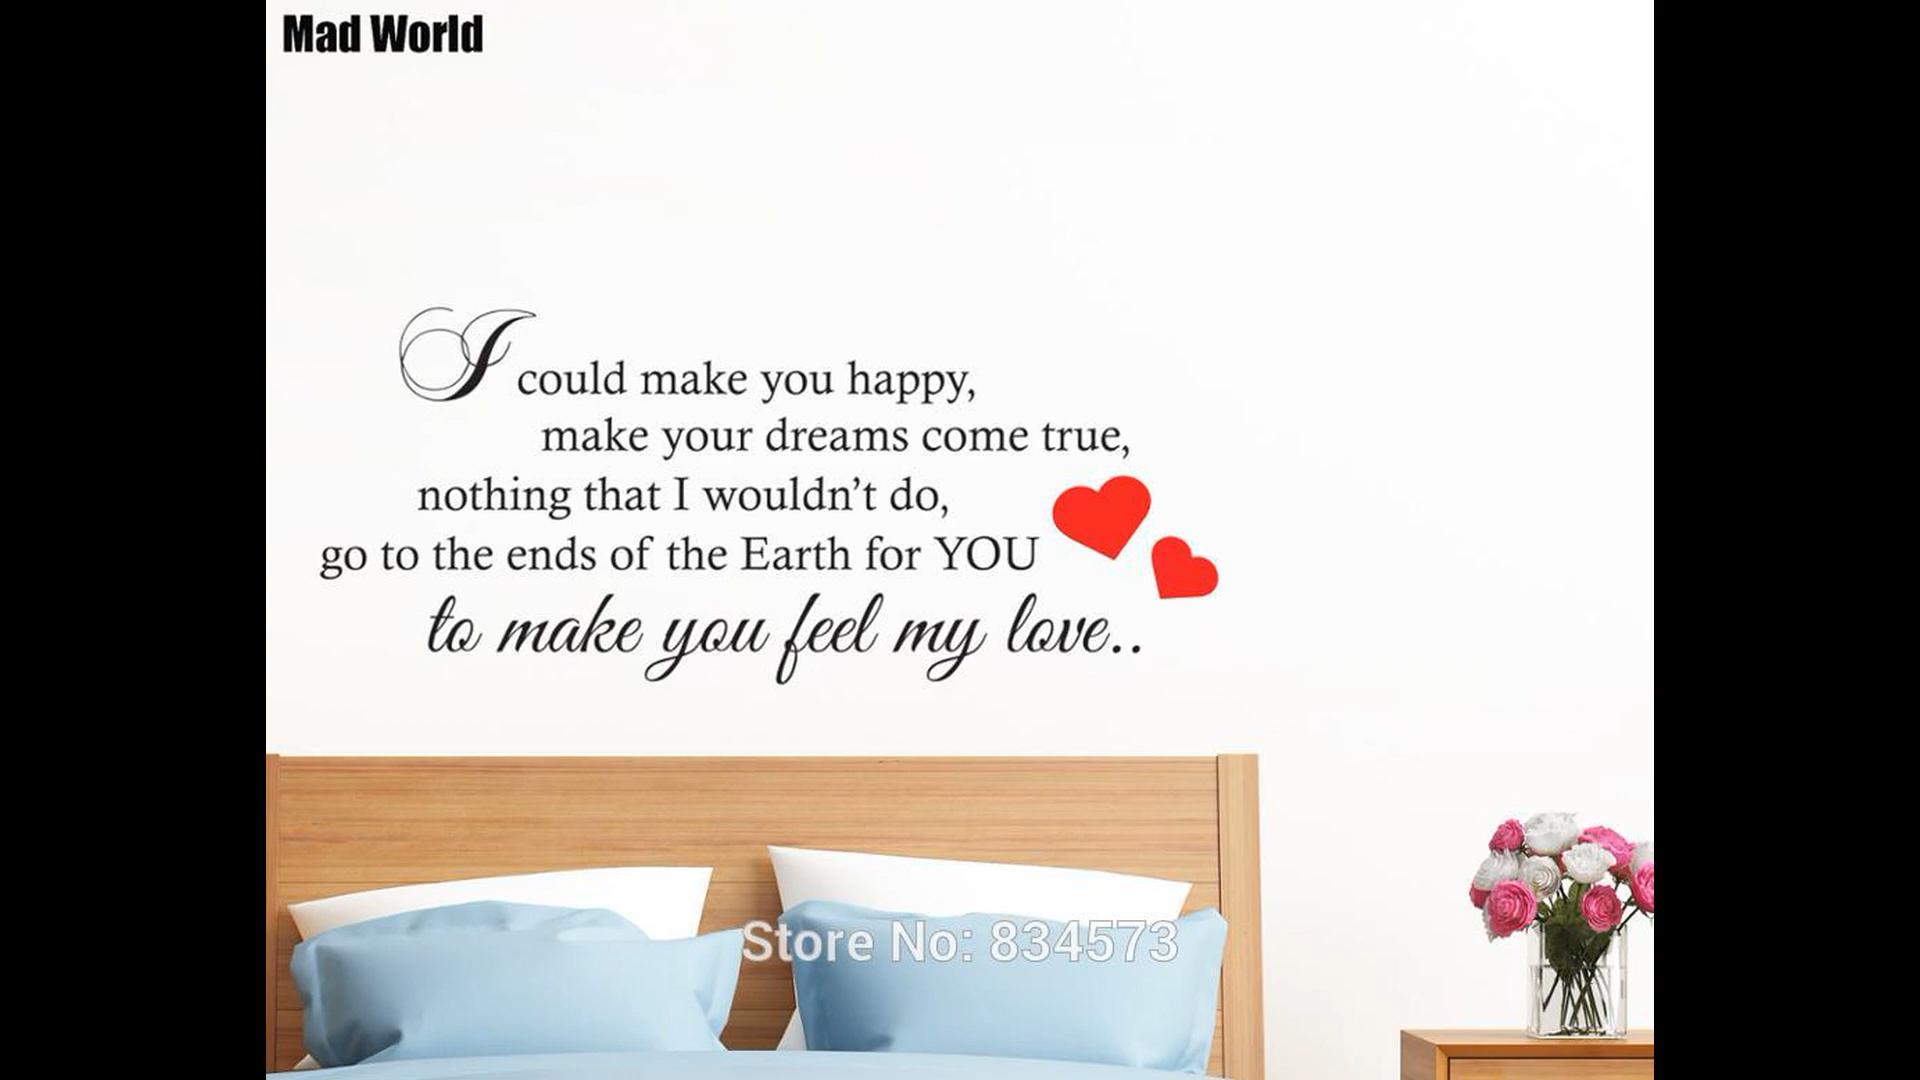 Mad World
I could make you happy,
make your dreams come true,
nothing that I wouldn't do,
go to the ends of the Earth for YOU
to make you feel my love..
Store No: 834573